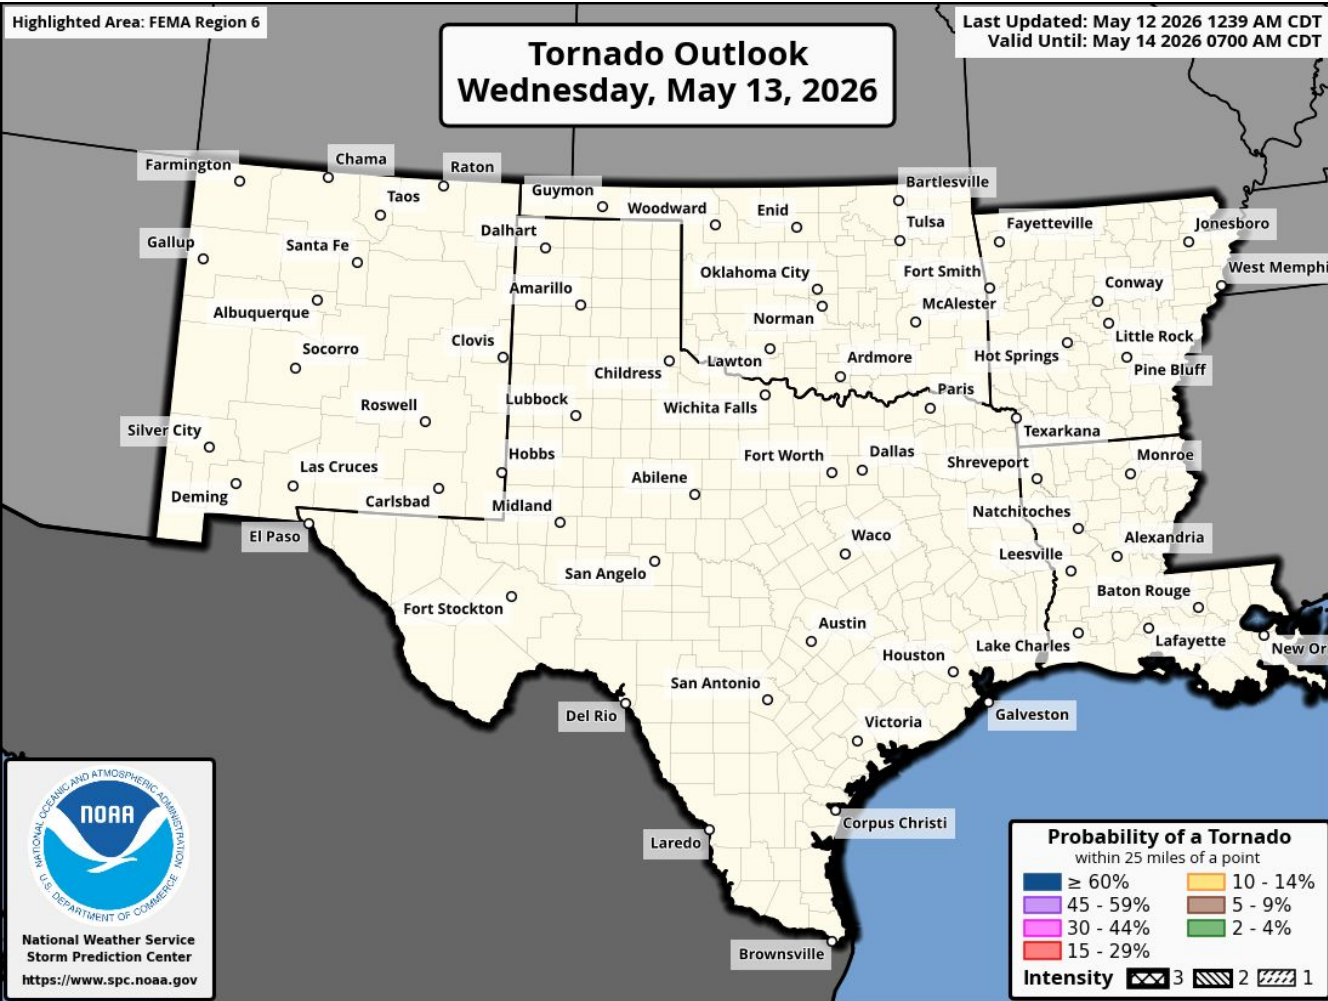 Highlighted Area: FEMA Region 6
Last Updated: May 12 2026 1239 AM CDT
Valid Until: May 14 2026 0700 AM CDT
Tornado Outlook
Wednesday, May 13, 2026
Farmington
Chama
Raton
Taos
Guymon
Woodward
Enid
Bartlesville
Tulsa
Fayetteville
Jonesboro
Gallup
Santa Fe
Dalhart
Oklahoma City
Fort Smith
West Memphi
Albuquerque
Amarillo
Norman
McAlester
Conway
Socorro
Clovis
Childress
Lawton
Ardmore
Hot Springs
Little Rock
Pine Bluff
Roswell
Lubbock
Wichita Falls
Paris
Texarkana
Silver City
Las Cruces
Hobbs
Abilene
Fort Worth
Dallas
Shreveport
Monroe
Deming
Carlsbad
Midland
Natchitoches
El Paso
San Angelo
Waco
Leesville
Alexandria
Fort Stockton
Austin
Baton Rouge
Houston
Lake Charles
Lafayette
New Or
San Antonio
Del Rio
Victoria
Galveston
Laredo
Corpus Christi
Brownsville
NATIONAL OCEANIC AND ATMOSPHERIC ADMINISTRATION
NOAA
U.S. DEPARTMENT OF COMMERCE
National Weather Service
Storm Prediction Center
https://www.spc.noaa.gov
Probability of a Tornado
within 25 miles of a point
≥ 60%
10 - 14%
45 - 59%
5 - 9%
30 - 44%
2 - 4%
15 - 29%
Intensity 3 2 1